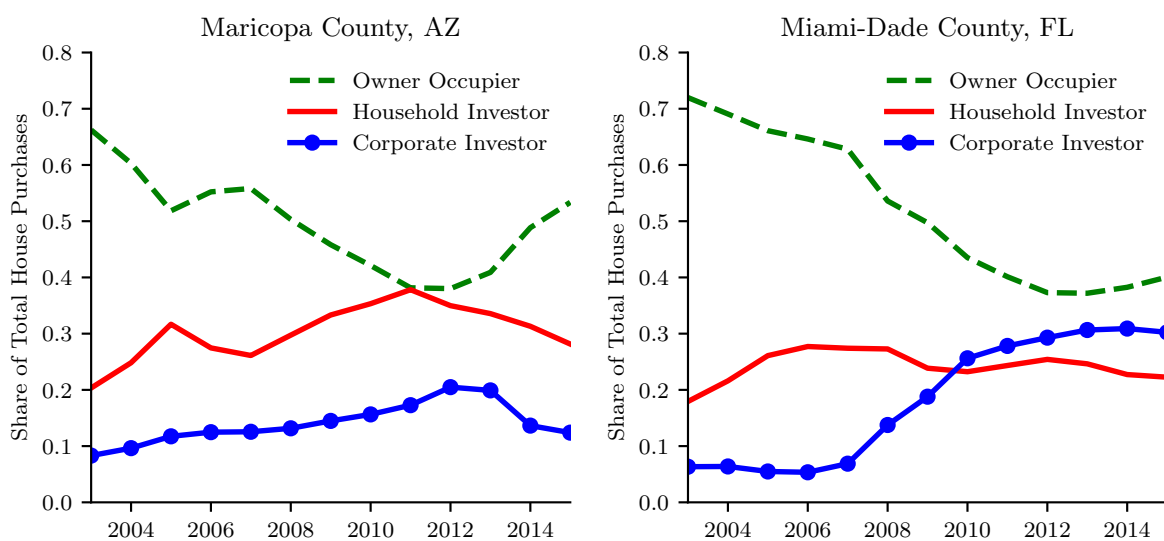 Maricopa County, AZ
Share of Total House Purchases
0.8
0.7
0.6
0.5
0.4
0.3
0.2
0.1
0.0
Owner Occupier
Household Investor
Corporate Investor
2004 2006 2008 2010 2012 2014
Miami-Dade County, FL
Share of Total House Purchases
0.8
0.7
0.6
0.5
0.4
0.3
0.2
0.1
0.0
Owner Occupier
Household Investor
Corporate Investor
2004 2006 2008 2010 2012 2014